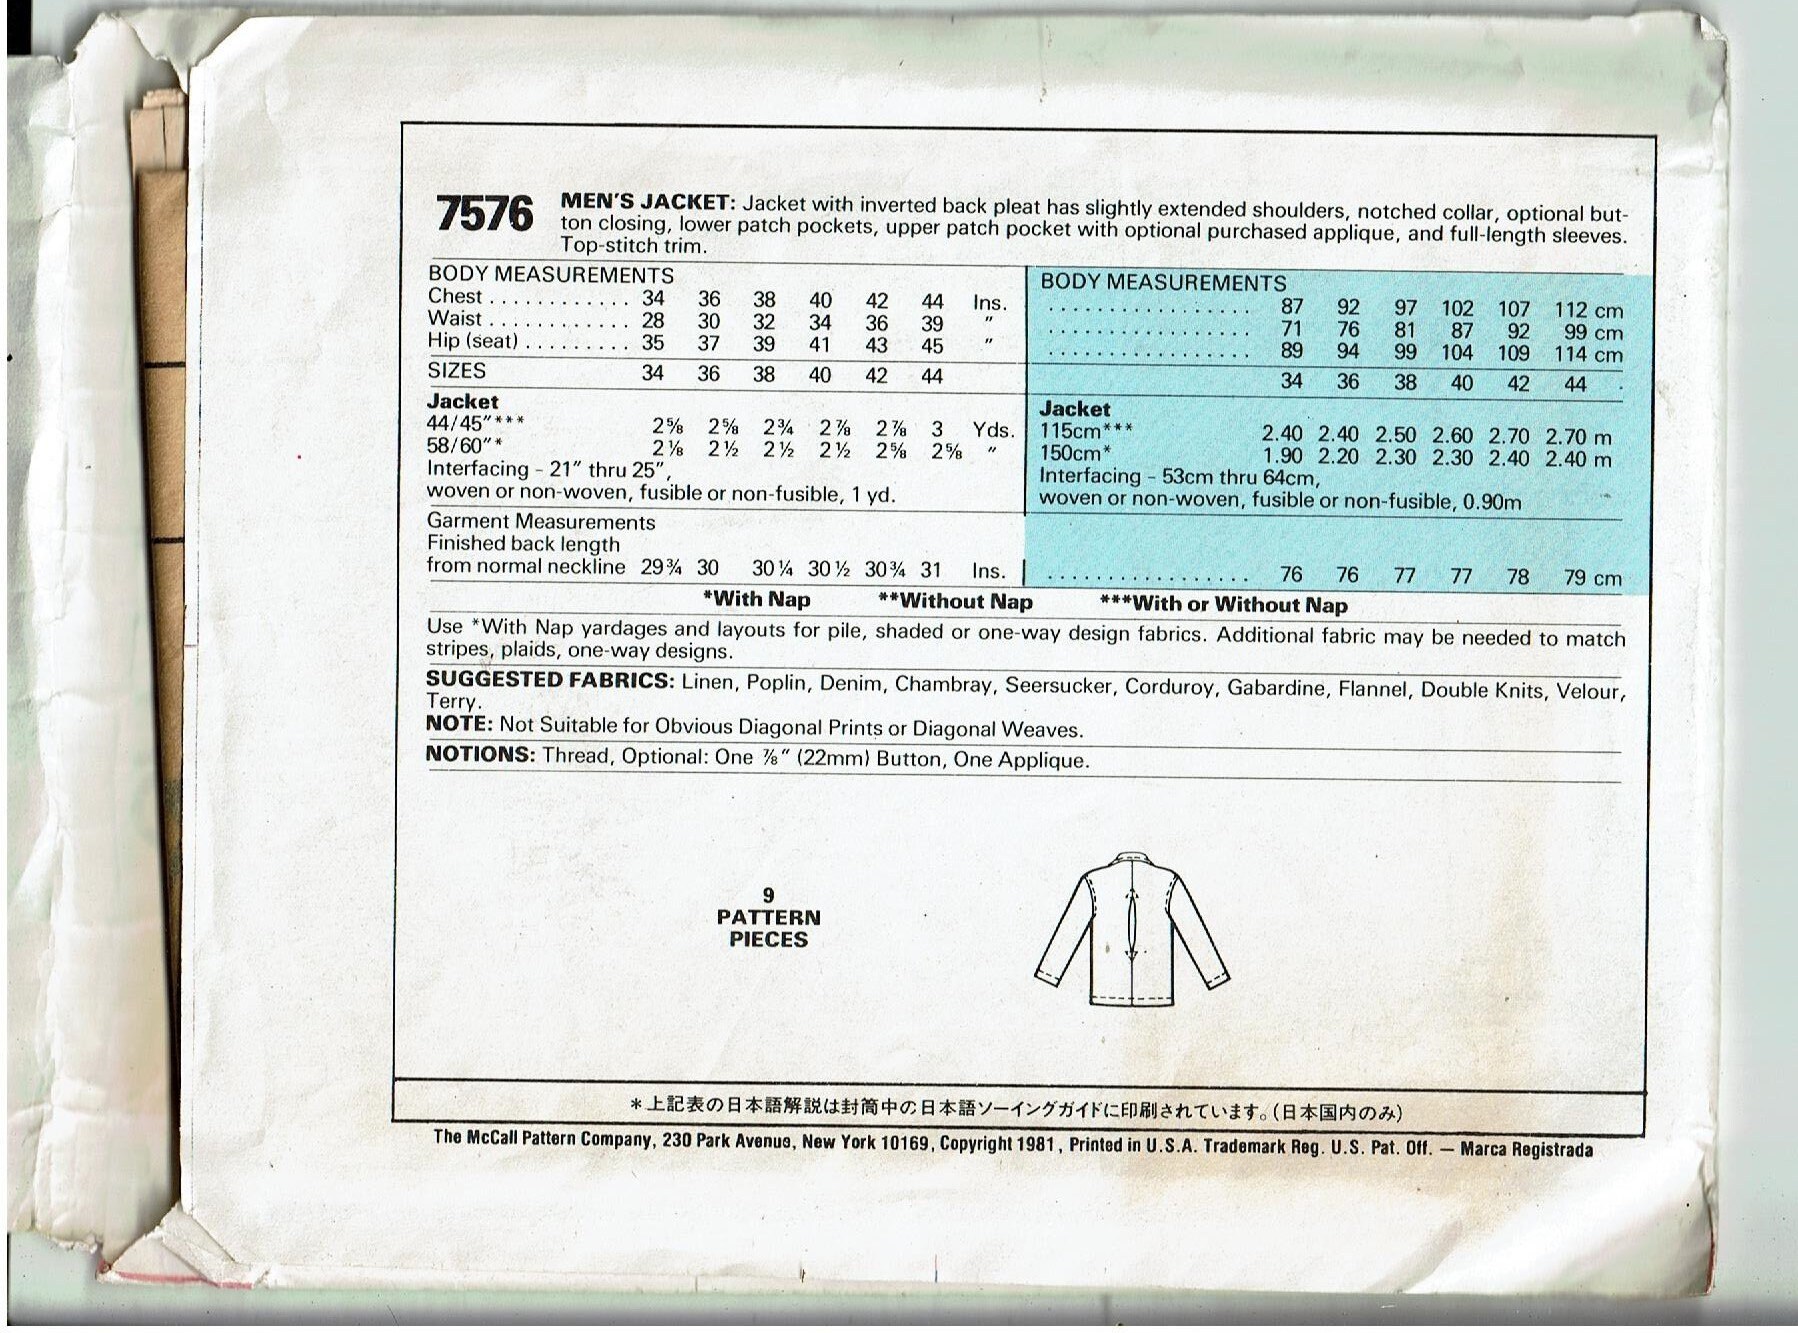 7576 MEN'S JACKET: Jacket with inverted back pleat has slightly extended shoulders, notched collar, optional but-
ton closing, lower patch pockets, upper patch pocket with optional purchased applique, and full-length sleeves.
Top-stitch trim.
BODY MEASUREMENTS
Chest . . . . . . . . . . . . 34 36 38 40 42 44 Ins.
Waist . . . . . . . . . . . . 28 30 32 34 36 39 "
Hip (seat) . . . . . . . . . 35 37 39 41 43 45 "
SIZES 34 36 38 40 42 44
Jacket
44/45"*** 2⅝ 2⅝ 2¾ 2⅞ 2⅞ 3 Yds.
58/60"* 2⅛ 2½ 2½ 2½ 2⅝ 2⅝ "
Interfacing - 21" thru 25",
woven or non-woven, fusible or non-fusible, 1 yd.
Garment Measurements
Finished back length
from normal neckline 29¾ 30 30¼ 30½ 30¾ 31 Ins.
BODY MEASUREMENTS
. . . . . . . . . . . . . . . . . 87 92 97 102 107 112 cm
. . . . . . . . . . . . . . . . . 71 76 81 87 92 99 cm
. . . . . . . . . . . . . . . . . 89 94 99 104 109 114 cm
34 36 38 40 42 44
Jacket
115cm*** 2.40 2.40 2.50 2.60 2.70 2.70 m
150cm* 1.90 2.20 2.30 2.30 2.40 2.40 m
Interfacing - 53cm thru 64cm,
woven or non-woven, fusible or non-fusible, 0.90m
. . . . . . . . . . . . . . . . . 76 76 77 77 78 79 cm
*With Nap **Without Nap ***With or Without Nap
Use *With Nap yardages and layouts for pile, shaded or one-way design fabrics. Additional fabric may be needed to match
stripes, plaids, one-way designs.
SUGGESTED FABRICS: Linen, Poplin, Denim, Chambray, Seersucker, Corduroy, Gabardine, Flannel, Double Knits, Velour,
Terry.
NOTE: Not Suitable for Obvious Diagonal Prints or Diagonal Weaves.
NOTIONS: Thread, Optional: One ⅞" (22mm) Button, One Applique.
9
PATTERN
PIECES
*上記表の日本語解説は封筒中の日本語ソーイングガイドに印刷されています。(日本国内のみ)
The McCall Pattern Company, 230 Park Avenue, New York 10169, Copyright 1981, Printed in U.S.A. Trademark Reg. U.S. Pat. Off. — Marca Registrada